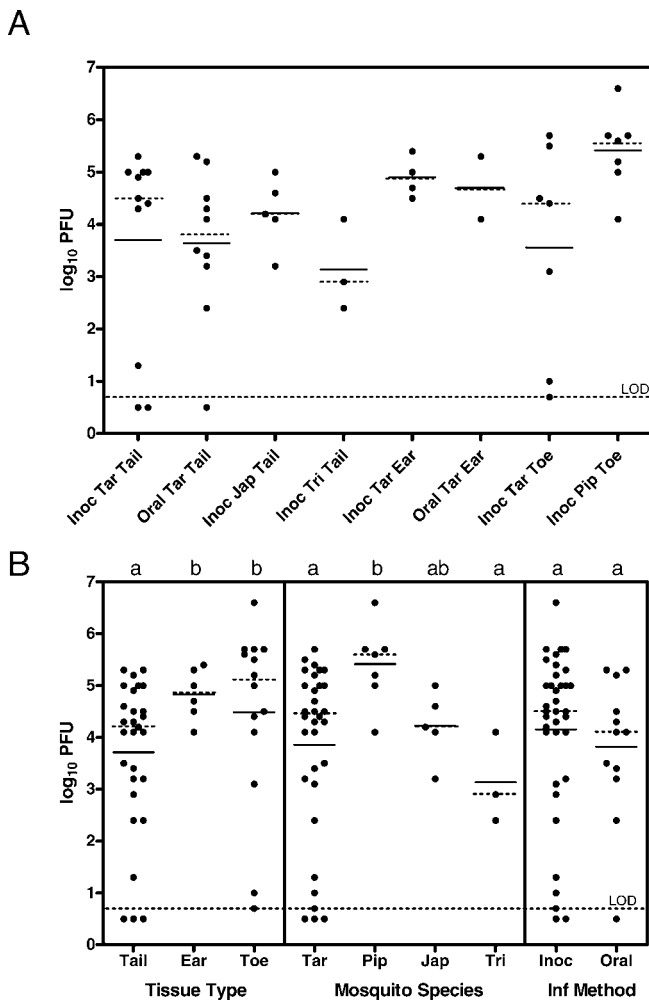 A
log10 PFU
7
6
5
4
3
2
1
0
LOD
Inoc Tar Tail
Oral Tar Tail
Inoc Jap Tail
Inoc Tri Tail
Inoc Tar Ear
Oral Tar Ear
Inoc Tar Toe
Inoc Pip Toe
B
a b b a b ab a a a
log10 PFU
7
6
5
4
3
2
1
0
LOD
Tail Ear Toe Tar Pip Jap Tri Inoc Oral
Tissue Type Mosquito Species Inf Method